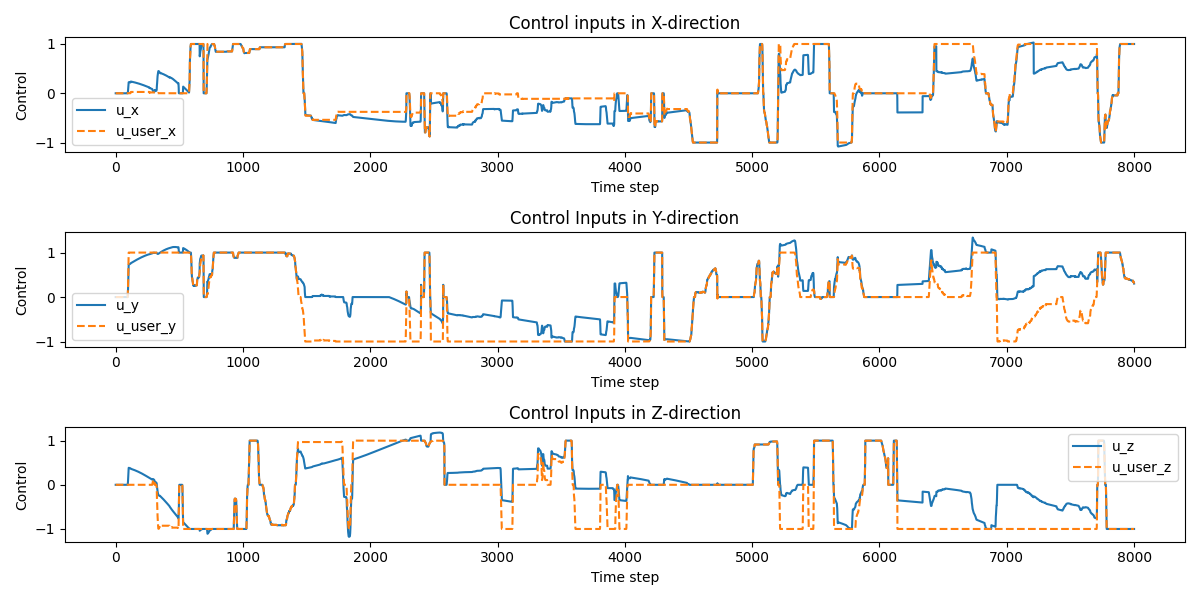 Control inputs in X-direction
Control
1
0
−1
u_x
u_user_x
0 1000 2000 3000 4000 5000 6000 7000 8000
Time step
Control Inputs in Y-direction
Control
1
0
−1
u_y
u_user_y
0 1000 2000 3000 4000 5000 6000 7000 8000
Time step
Control Inputs in Z-direction
Control
1
0
−1
u_z
u_user_z
0 1000 2000 3000 4000 5000 6000 7000 8000
Time step